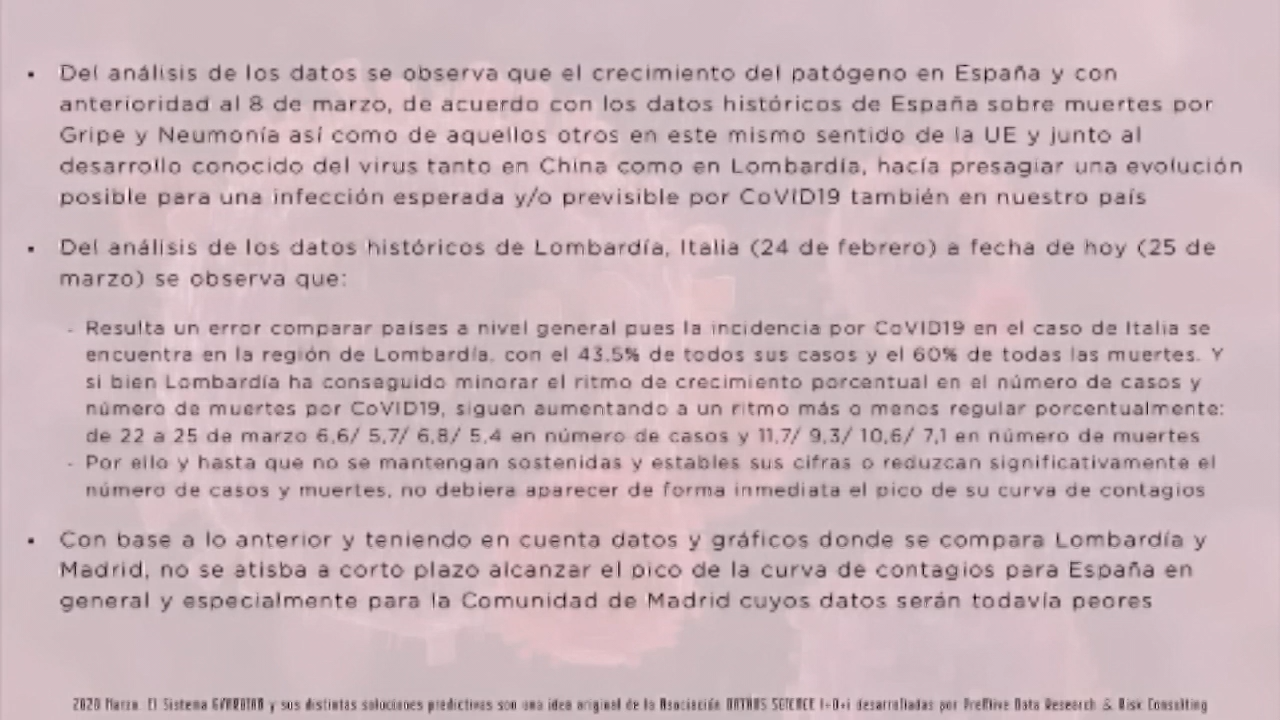 • Del análisis de los datos se observa que el crecimiento del patógeno en España y con
anterioridad al 8 de marzo, de acuerdo con los datos históricos de España sobre muertes por
Gripe y Neumonía así como de aquellos otros en este mismo sentido de la UE y junto al
desarrollo conocido del virus tanto en China como en Lombardía, hacía presagiar una evolución
posible para una infección esperada y/o previsible por CoVID19 también en nuestro país
• Del análisis de los datos históricos de Lombardía, Italia (24 de febrero) a fecha de hoy (25 de
marzo) se observa que:
- Resulta un error comparar países a nivel general pues la incidencia por CoVID19 en el caso de Italia se
encuentra en la región de Lombardía, con el 43.5% de todos sus casos y el 60% de todas las muertes. Y
si bien Lombardía ha conseguido minorar el ritmo de crecimiento porcentual en el número de casos y
número de muertes por CoVID19, siguen aumentando a un ritmo más o menos regular porcentualmente:
de 22 a 25 de marzo 6,6/ 5,7/ 6,8/ 5,4 en número de casos y 11,7/ 9,3/ 10,6/ 7,1 en número de muertes
- Por ello y hasta que no se mantengan sostenidas y estables sus cifras o reduzcan significativamente el
número de casos y muertes, no debiera aparecer de forma inmediata el pico de su curva de contagios
• Con base a lo anterior y teniendo en cuenta datos y gráficos donde se compara Lombardía y
Madrid, no se atisba a corto plazo alcanzar el pico de la curva de contagios para España en
general y especialmente para la Comunidad de Madrid cuyos datos serán todavía peores
2020 Marzo. El Sistema y sus distintas soluciones predictivas son una idea original de la Asociación SCIENCE I+D+i desarrolladas por Data Research & Risk Consulting